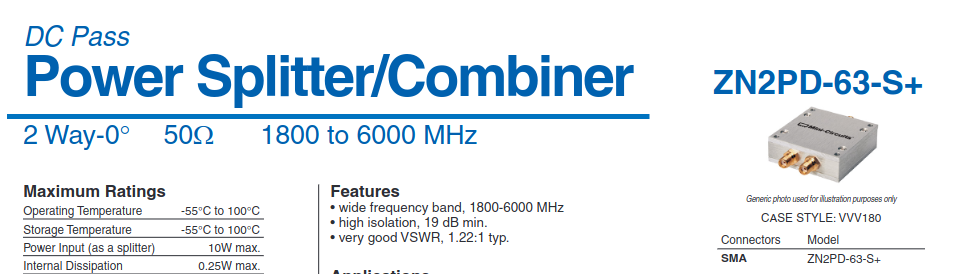 DC Pass
Power Splitter/Combiner
2 Way-0° 50Ω 1800 to 6000 MHz
ZN2PD-63-S+
Mini-Circuits
Generic photo used for illustration purposes only
CASE STYLE: VVV180
Connectors Model
SMA ZN2PD-63-S+
Maximum Ratings
Operating Temperature -55°C to 100°C
Storage Temperature -55°C to 100°C
Power Input (as a splitter) 10W max.
Internal Dissipation 0.25W max.
Features
• wide frequency band, 1800-6000 MHz
• high isolation, 19 dB min.
• very good VSWR, 1.22:1 typ.